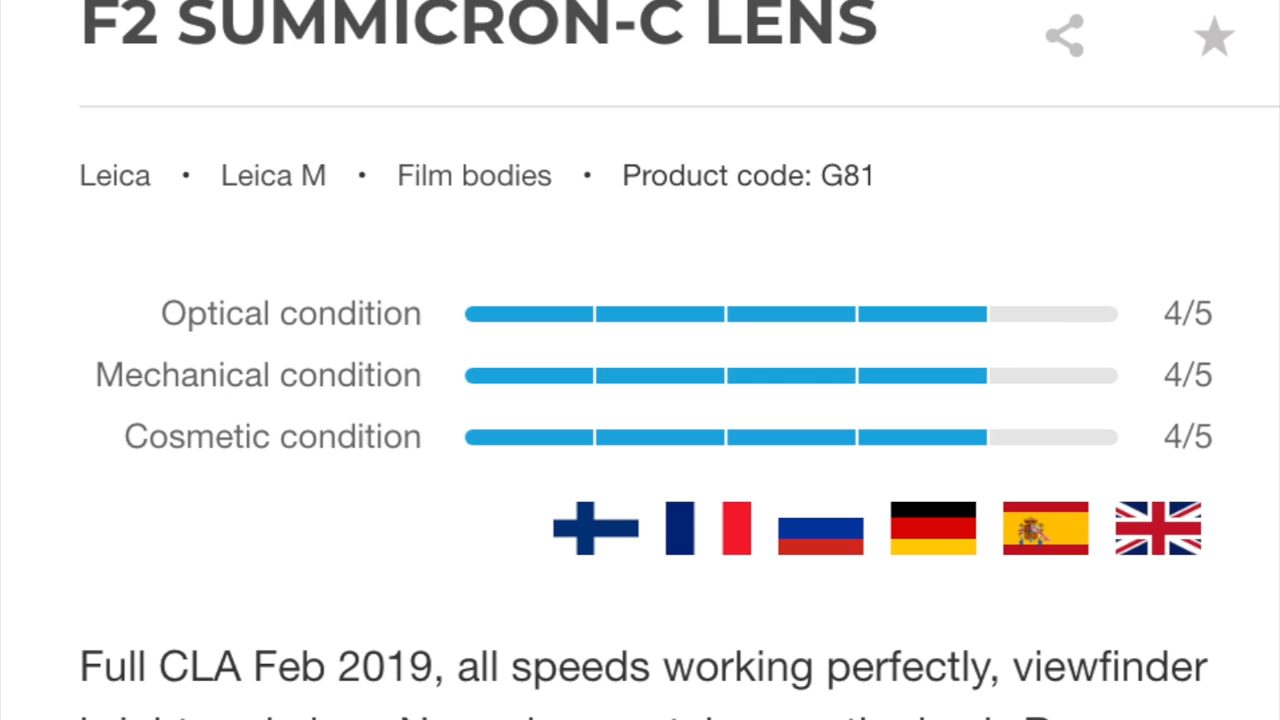 F2 SUMMICRON-C LENS
Leica • Leica M • Film bodies • Product code: G81
Optical condition 4/5
Mechanical condition 4/5
Cosmetic condition 4/5
Full CLA Feb 2019, all speeds working perfectly, viewfinder